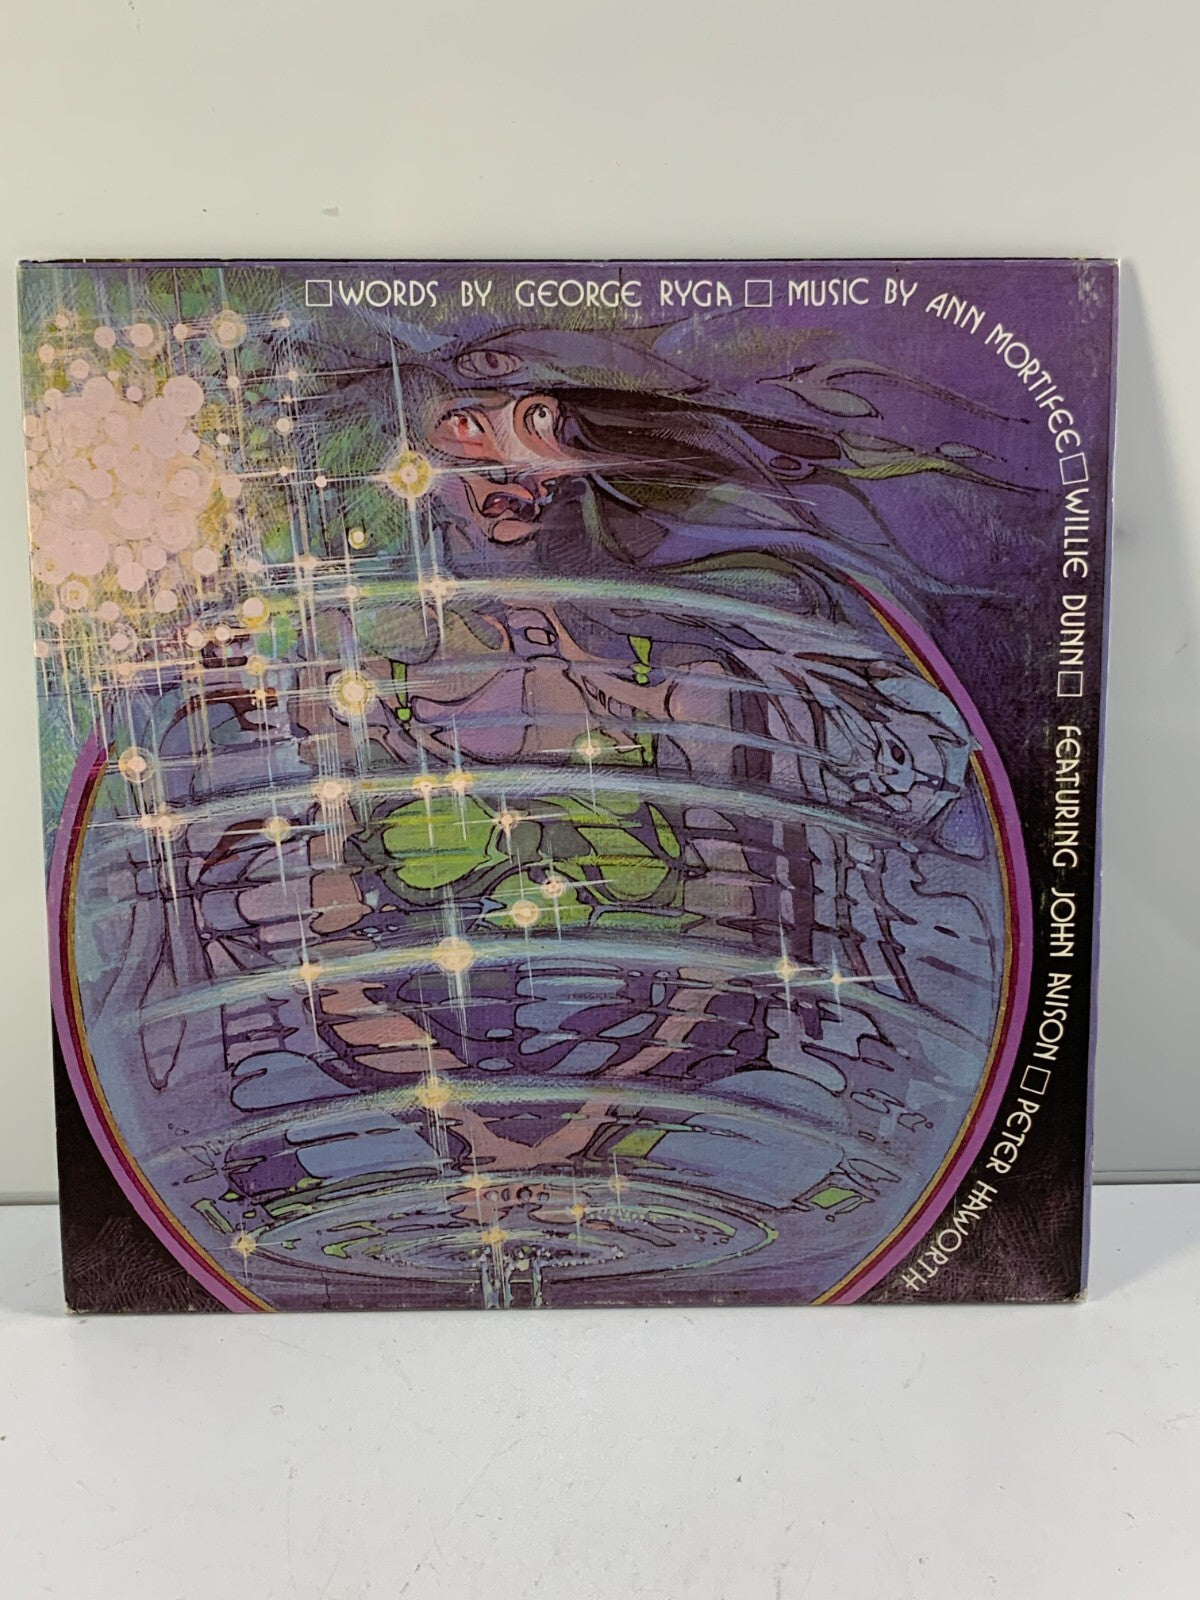 □ WORDS BY GEORGE RYGA □ MUSIC BY ANN MORTIFEE □ WILLIE DUNN □ FEATURING JOHN AVISON □ PETER HAWORTH